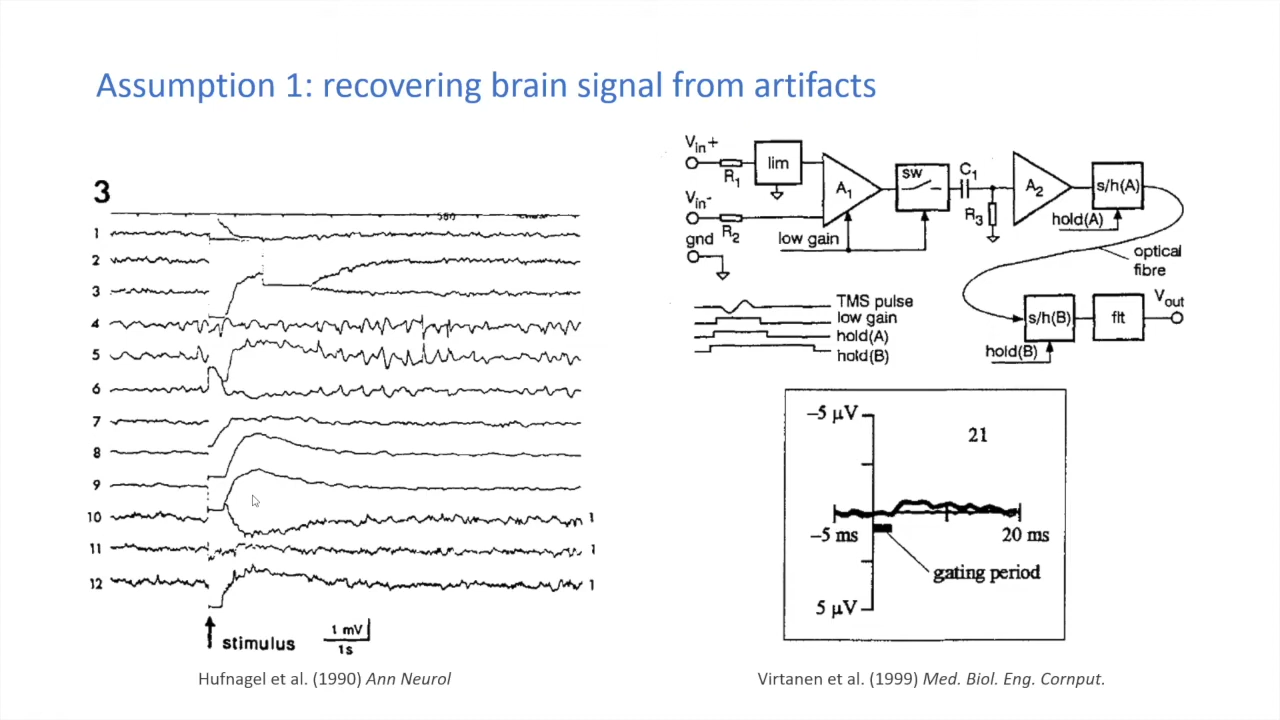 Assumption 1: recovering brain signal from artifacts
3
1
2
3
4
5
6
7
8
9
10
11
12
1
1
1
stimulus
1 mV
1s
Hufnagel et al. (1990) Ann Neurol
Vin+
R1
lim
Vin-
R2
gnd
A1
low gain
sw
C1
R3
A2
s/h(A)
hold(A)
optical
fibre
TMS pulse
low gain
hold(A)
hold(B)
s/h(B)
flt
Vout
hold(B)
–5 µV
21
–5 ms
20 ms
gating period
5 µV
Virtanen et al. (1999) Med. Biol. Eng. Cornput.